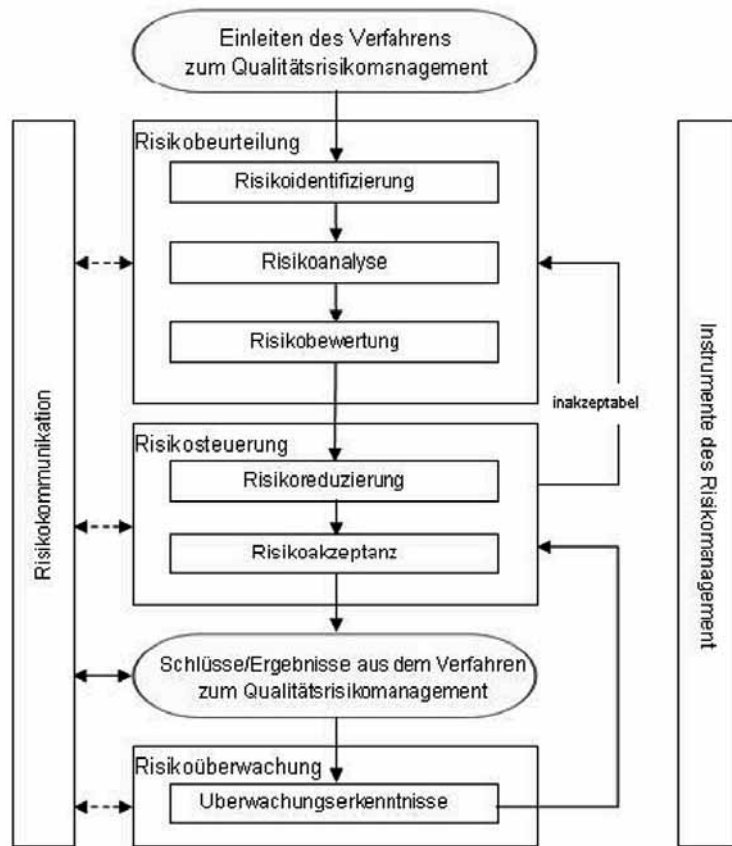 Einleiten des Verfahrens
zum Qualitätsrisikomanagement
Risikobeurteilung
Risikoidentifizierung
Risikoanalyse
Risikobewertung
inakzeptabel
Risikosteuerung
Risikoreduzierung
Risikoakzeptanz
Schlüsse/Ergebnisse aus dem Verfahren
zum Qualitätsrisikomanagement
Risikoüberwachung
Überwachungserkenntnisse
Risikokommunikation
Instrumente des Risikomanagement